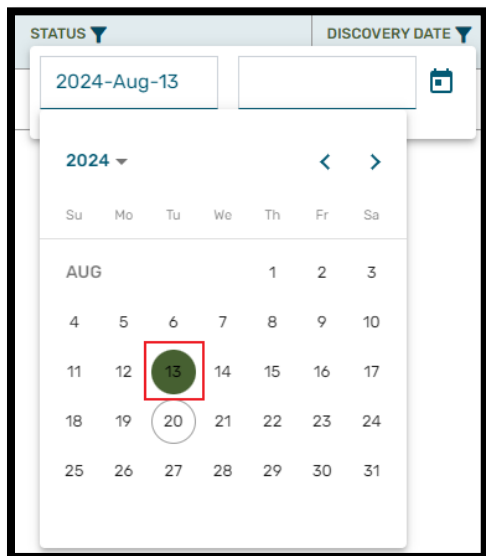 STATUS DISCOVERY DATE
2024-Aug-13
2024
Su Mo Tu We Th Fr Sa
AUG 1 2 3
4 5 6 7 8 9 10
11 12 13 14 15 16 17
18 19 20 21 22 23 24
25 26 27 28 29 30 31